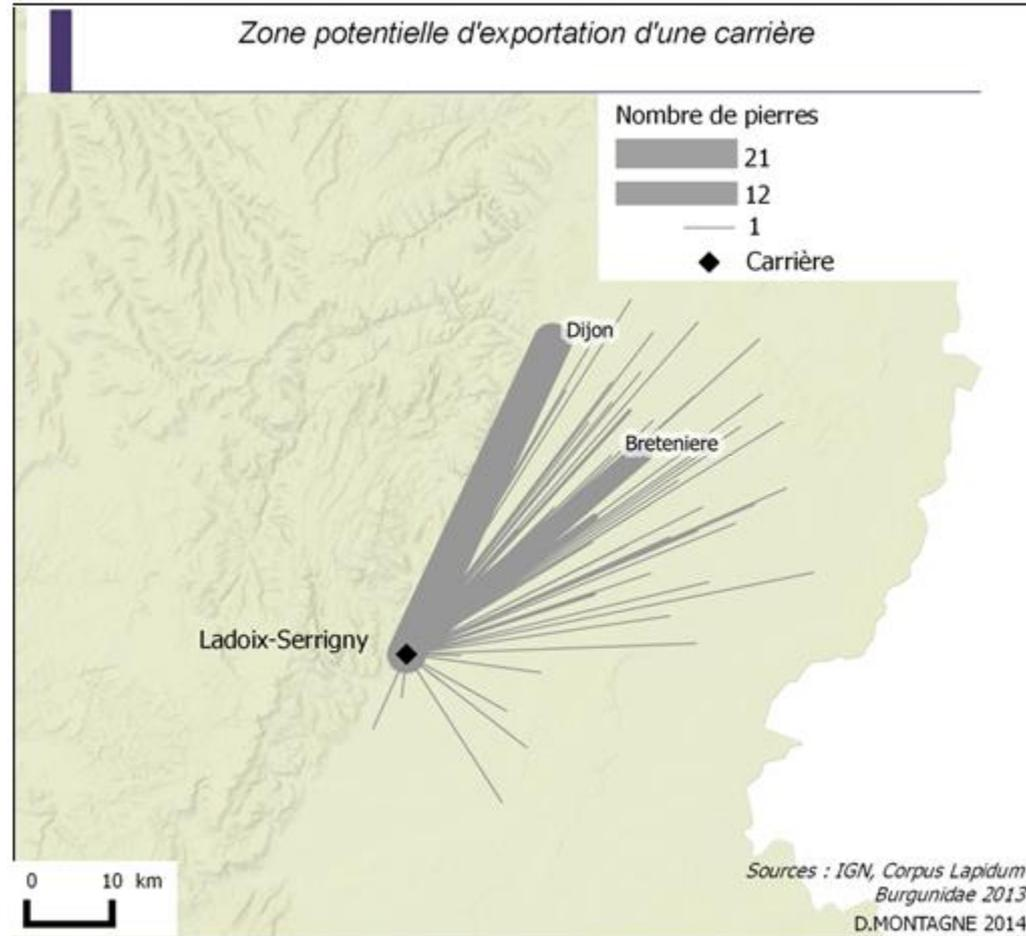 Zone potentielle d'exportation d'une carrière
Nombre de pierres
21
12
1
Carrière
Dijon
Breteniere
Ladoix-Serrigny
0 10 km
Sources : IGN, Corpus Lapidum
Burgunidae 2013
D.MONTAGNE 2014